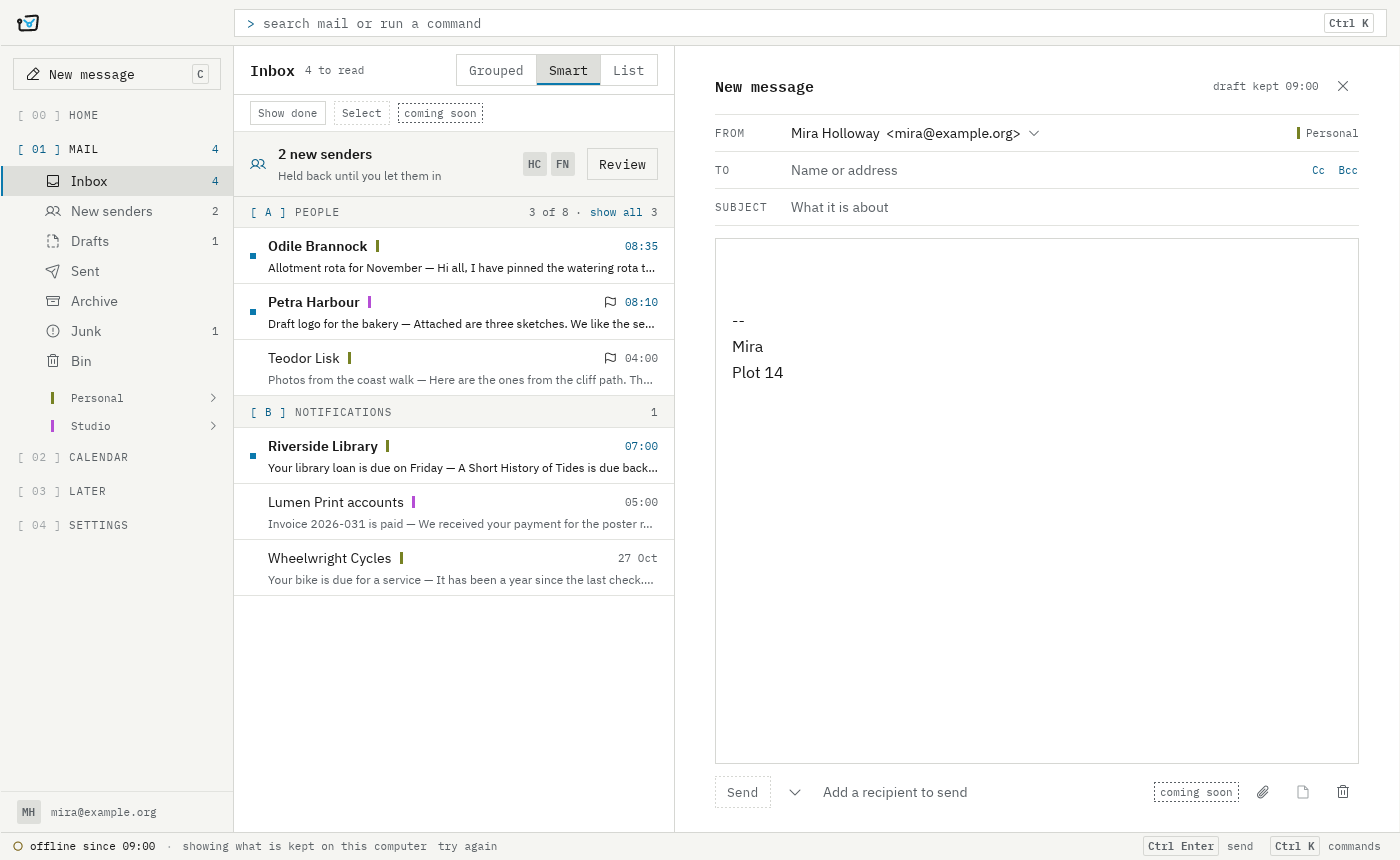 > search mail or run a command Ctrl K
New message C
[ 00 ] HOME
[ 01 ] MAIL 4
Inbox 4
New senders 2
Drafts 1
Sent
Archive
Junk 1
Bin
Personal
Studio
[ 02 ] CALENDAR
[ 03 ] LATER
[ 04 ] SETTINGS
MH mira@example.org
Inbox 4 to read Grouped Smart List
Show done Select coming soon
2 new senders
Held back until you let them in
HC FN Review
[ A ] PEOPLE 3 of 8 · show all 3
Odile Brannock 08:35
Allotment rota for November — Hi all, I have pinned the watering rota t…
Petra Harbour 08:10
Draft logo for the bakery — Attached are three sketches. We like the se…
Teodor Lisk 04:00
Photos from the coast walk — Here are the ones from the cliff path. Th…
[ B ] NOTIFICATIONS 1
Riverside Library 07:00
Your library loan is due on Friday — A Short History of Tides is due back…
Lumen Print accounts 05:00
Invoice 2026-031 is paid — We received your payment for the poster r…
Wheelwright Cycles 27 Oct
Your bike is due for a service — It has been a year since the last check.…
New message draft kept 09:00
FROM Mira Holloway <mira@example.org> Personal
TO Name or address Cc Bcc
SUBJECT What it is about
--
Mira
Plot 14
Send Add a recipient to send coming soon
offline since 09:00 · showing what is kept on this computer try again Ctrl Enter send Ctrl K commands